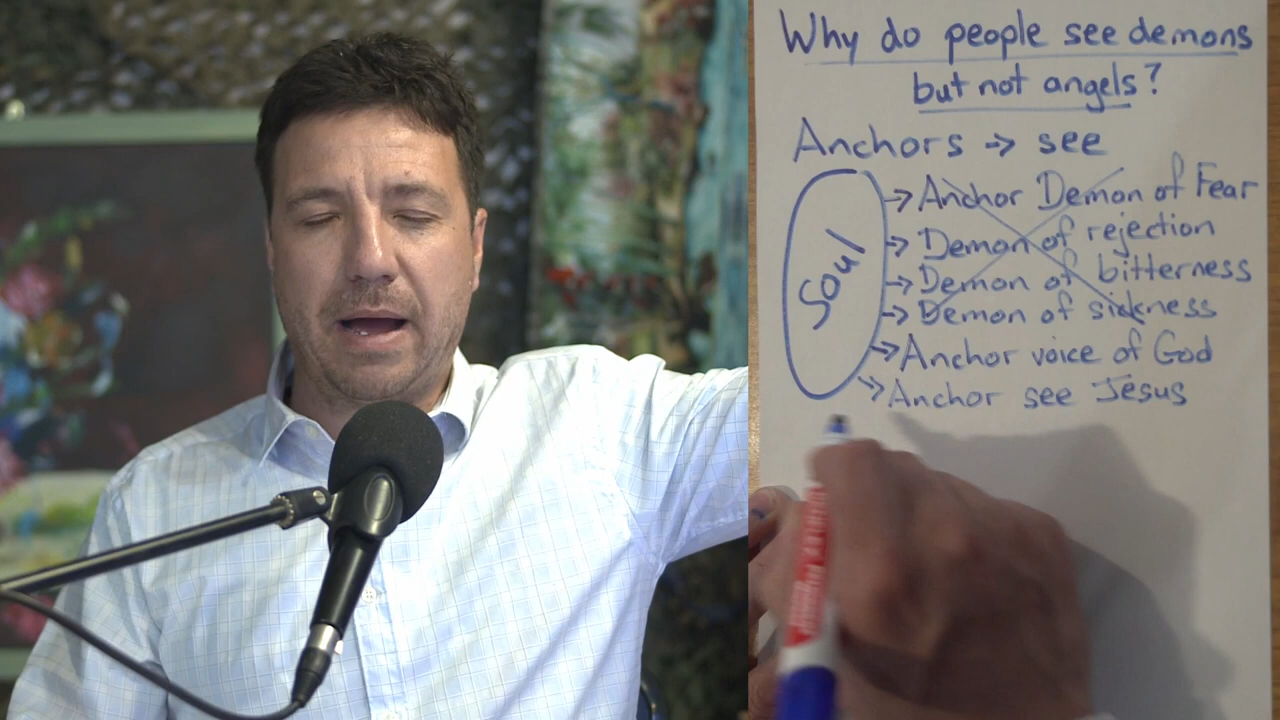 Why do people see demons
but not angels?
Anchors → see
Soul
→ Anchor Demon of Fear
→ Demon of rejection
→ Demon of bitterness
→ Demon of sickness
→ Anchor voice of God
→ Anchor see Jesus